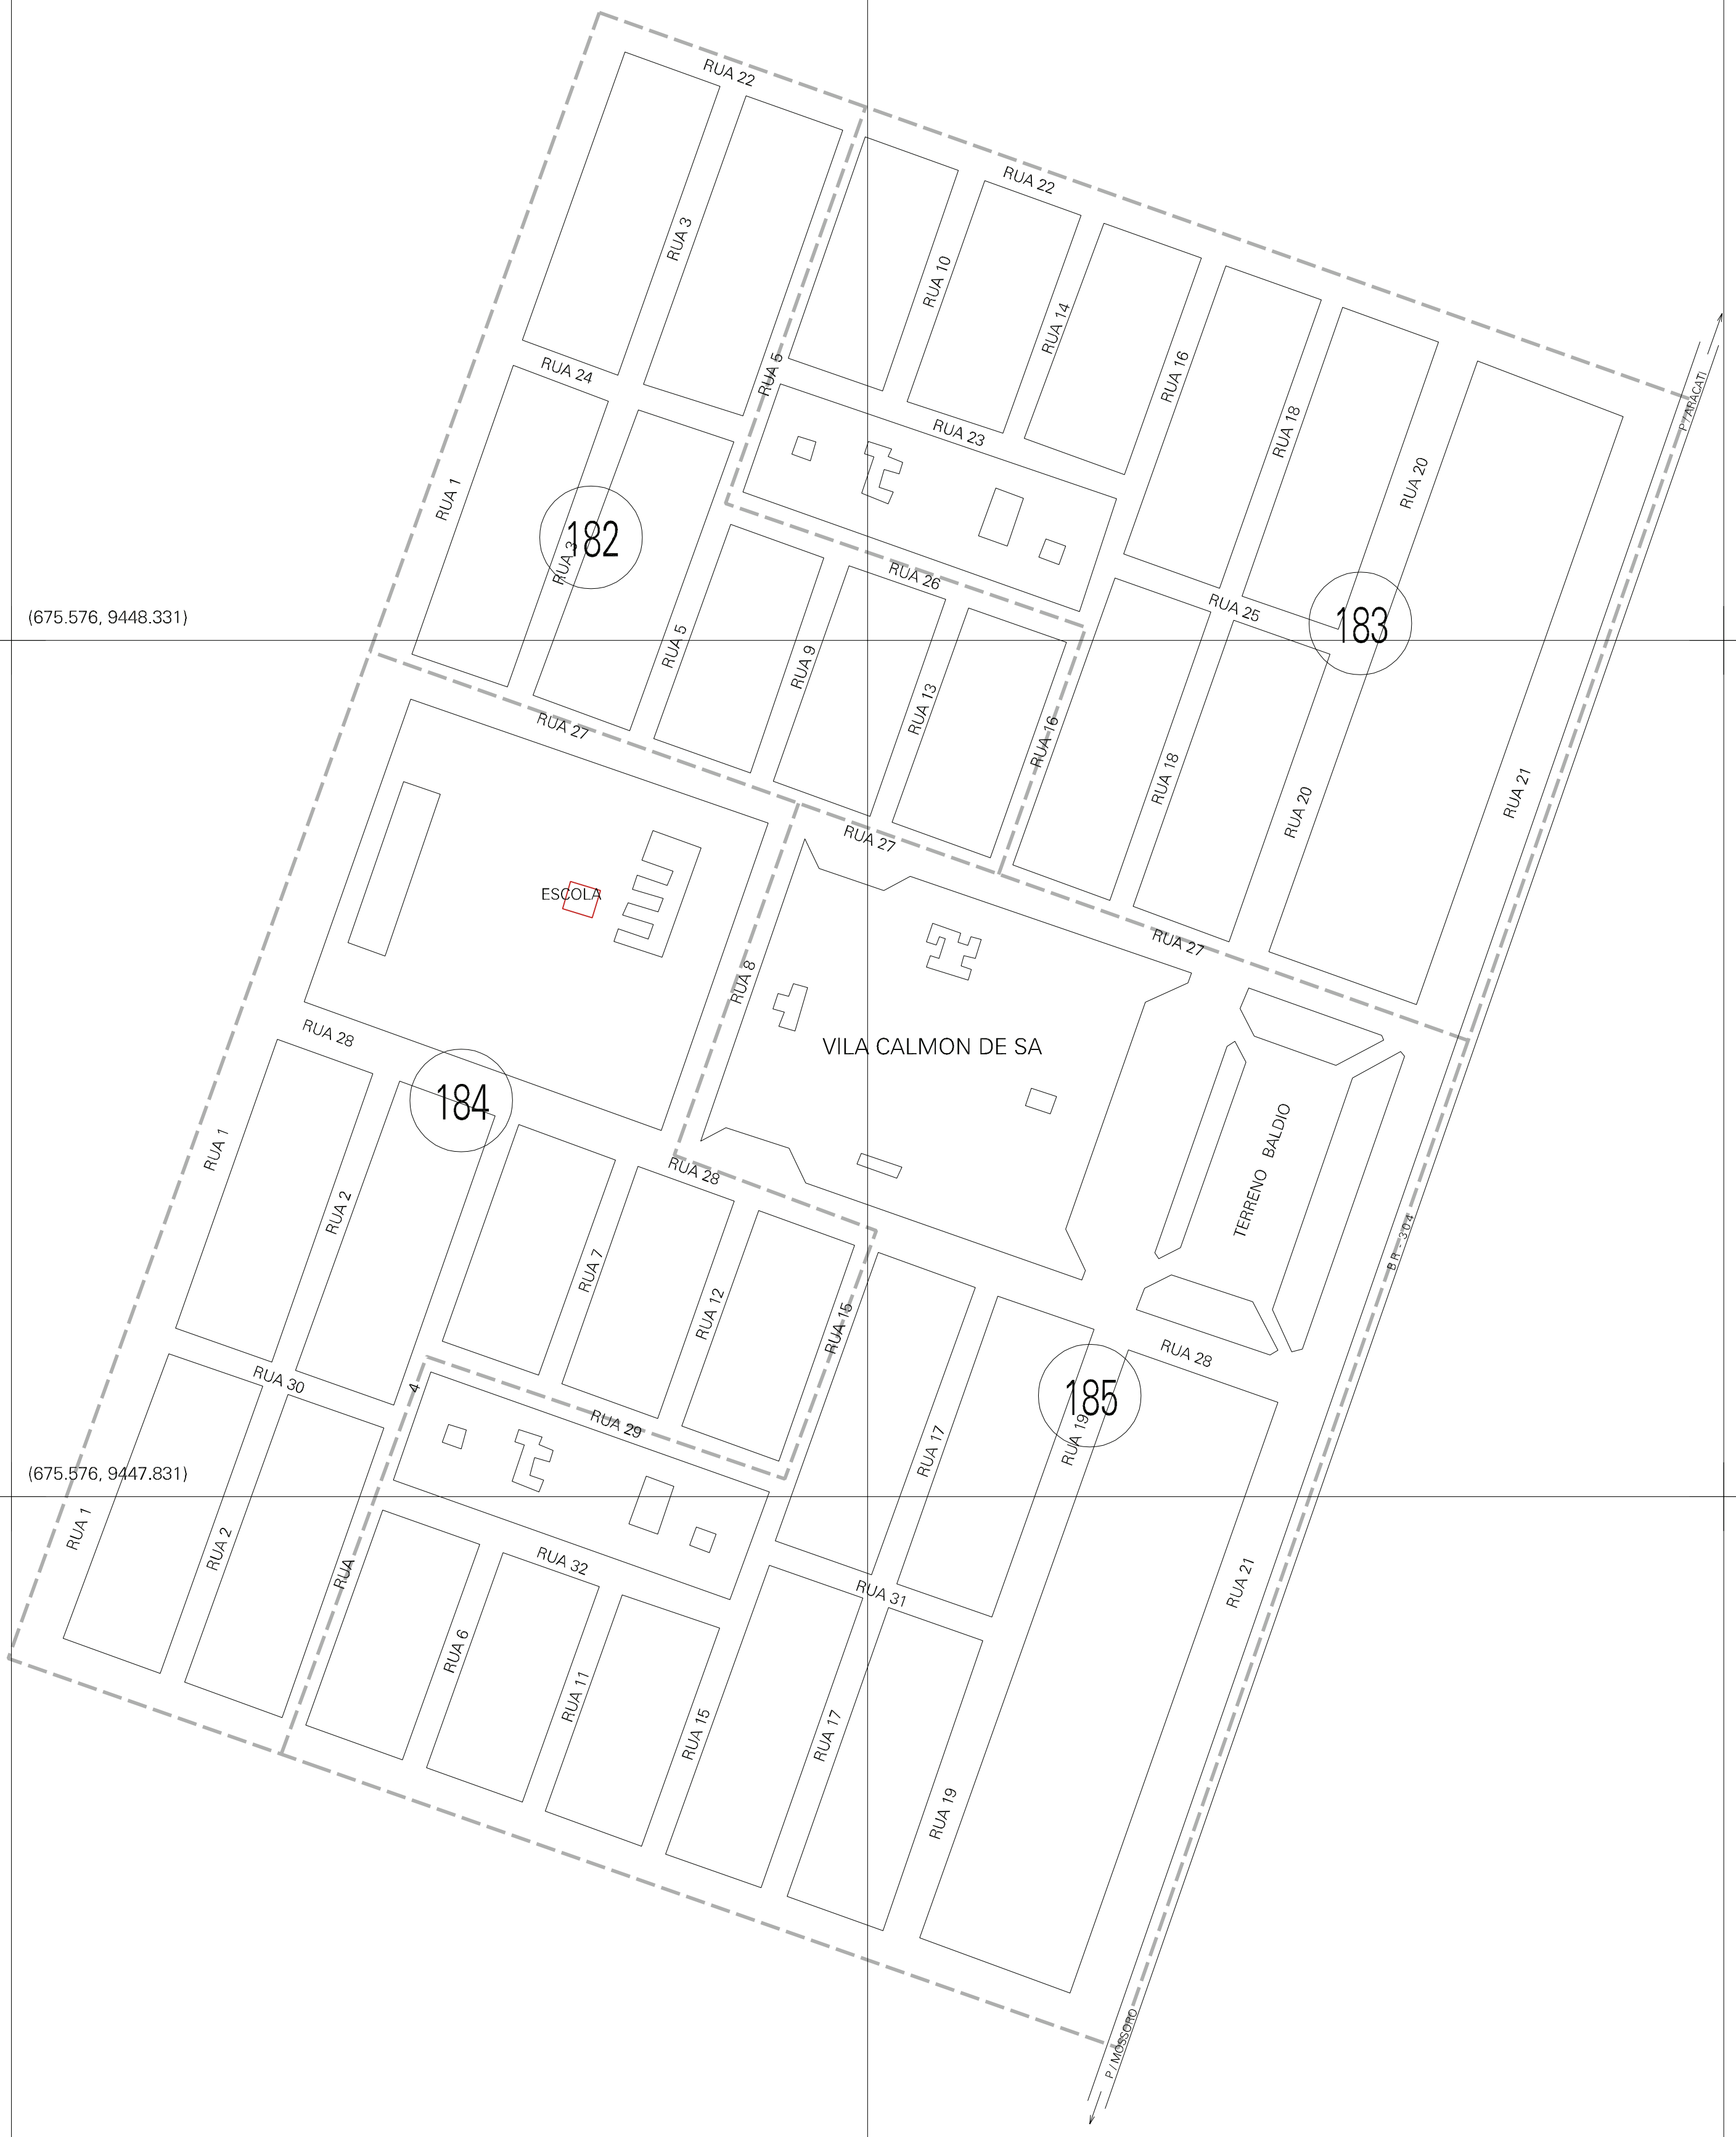 RUA 22
RUA 22
RUA 3
RUA 10
RUA 14
RUA 16
RUA 5
RUA 24
RUA 18
P / ARACATI
RUA 23
RUA 20
RUA 1
182
RUA 3
RUA 26
RUA 25
183
(675.576, 9448.331)
RUA 5
RUA 9
RUA 13
RUA 27
RUA 16
RUA 18
RUA 21
RUA 20
RUA 27
ESCOLA
RUA 27
RUA 8
RUA 28
VILA CALMON DE SA
184
RUA 1
TERRENO BALDIO
RUA 28
RUA 2
BR - 304
RUA 7
RUA 12
RUA 15
RUA 28
RUA 30
4
185
RUA 29
RUA 19
RUA 17
(675.576, 9447.831)
RUA 1
RUA 2
RUA 32
RUA
RUA 31
RUA 21
RUA 6
RUA 11
RUA 15
RUA 17
RUA 19
P / MOSSORO